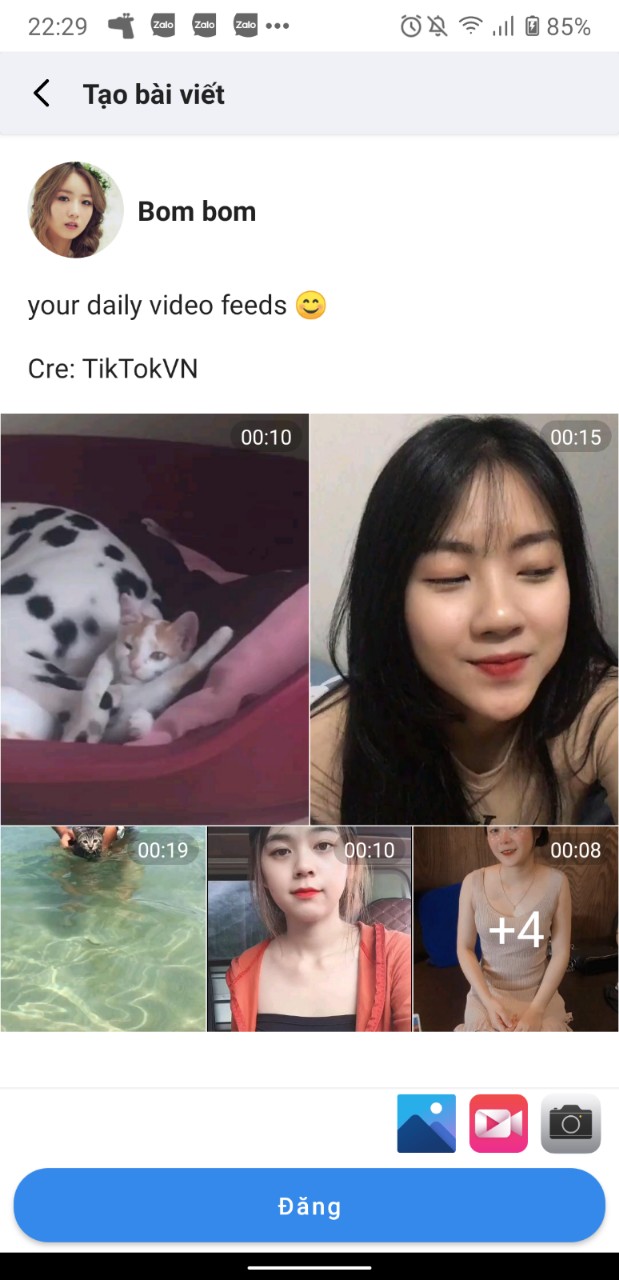 22:29
Zalo Zalo Zalo
85%
Tạo bài viết
Bom bom
your daily video feeds 😊
Cre: TikTokVN
00:10
00:15
00:19
00:10
00:08
+4
Đăng